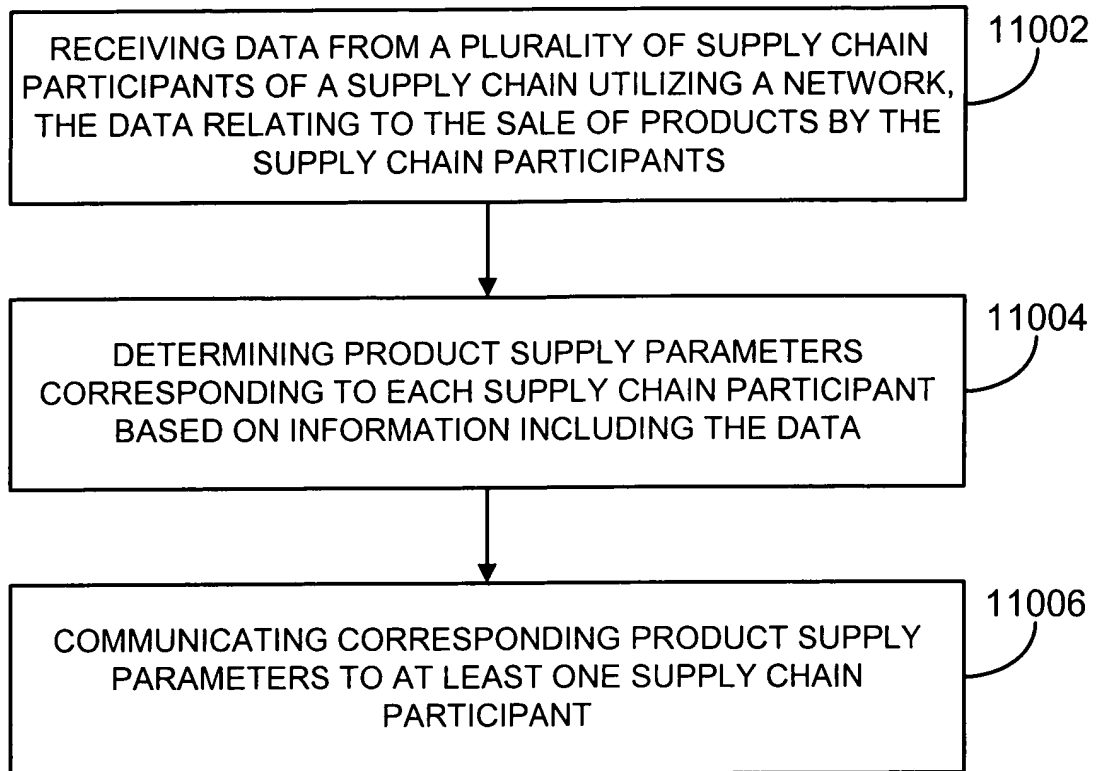 RECEIVING DATA FROM A PLURALITY OF SUPPLY CHAIN
PARTICIPANTS OF A SUPPLY CHAIN UTILIZING A NETWORK,
THE DATA RELATING TO THE SALE OF PRODUCTS BY THE
SUPPLY CHAIN PARTICIPANTS
11002
DETERMINING PRODUCT SUPPLY PARAMETERS
CORRESPONDING TO EACH SUPPLY CHAIN PARTICIPANT
BASED ON INFORMATION INCLUDING THE DATA
11004
COMMUNICATING CORRESPONDING PRODUCT SUPPLY
PARAMETERS TO AT LEAST ONE SUPPLY CHAIN
PARTICIPANT
11006